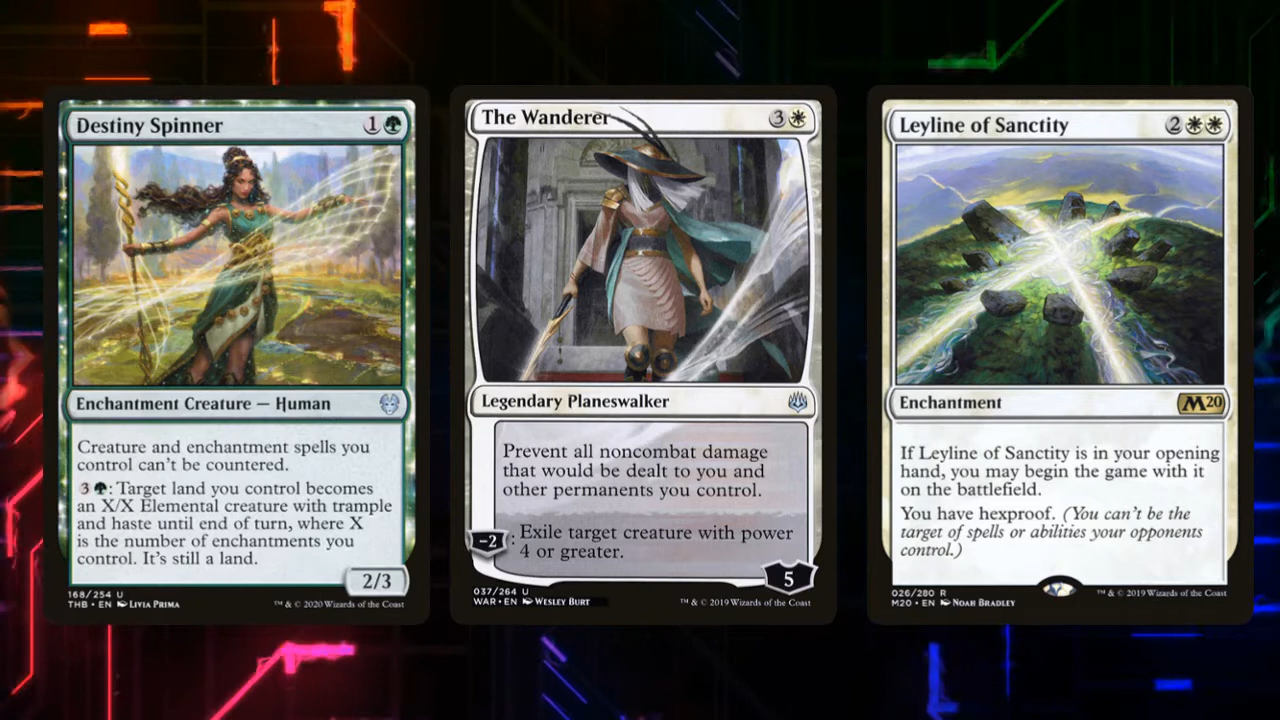 Destiny Spinner
1
Enchantment Creature — Human
Creature and enchantment spells you
control can't be countered.
3 : Target land you control becomes
an X/X Elemental creature with trample
and haste until end of turn, where X
is the number of enchantments you
control. It's still a land.
2/3
168/254 U
THB • EN Livia Prima
™ & © 2020 Wizards of the Coast
The Wanderer
3
Legendary Planeswalker
Prevent all noncombat damage
that would be dealt to you and
other permanents you control.
-2 : Exile target creature with power
4 or greater.
5
037/264 U
WAR • EN Wesley Burt
™ & © 2019 Wizards of the Coast
Leyline of Sanctity
2
Enchantment
M20
If Leyline of Sanctity is in your opening
hand, you may begin the game with it
on the battlefield.
You have hexproof. (You can't be the
target of spells or abilities your opponents
control.)
026/280 R
M20 • EN Noah Bradley
™ & © 2019 Wizards of the Coast